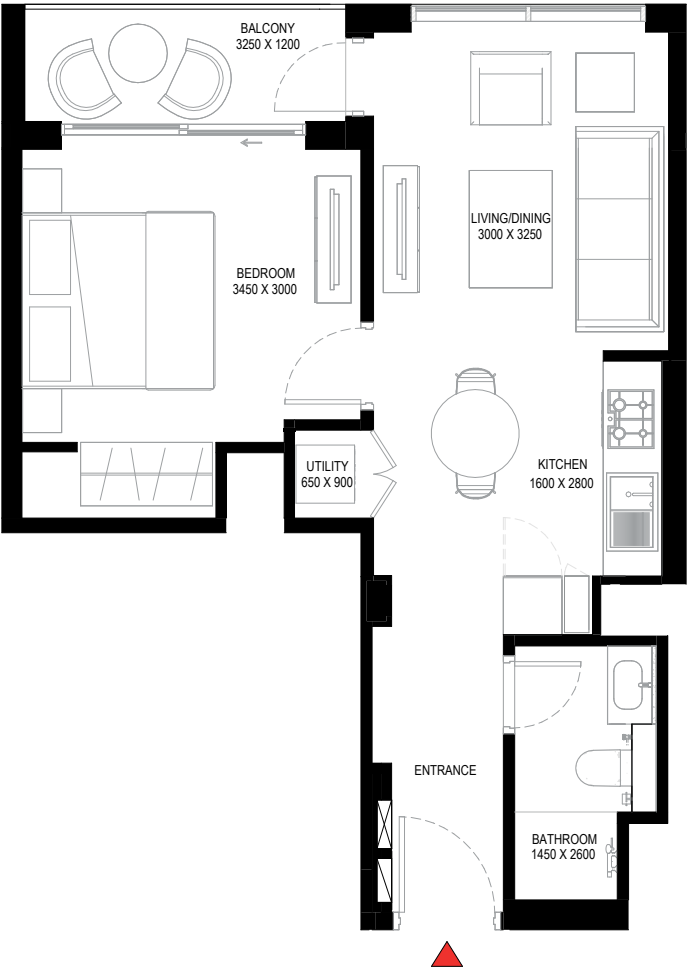 BALCONY
3250 X 1200
LIVING/DINING
3000 X 3250
BEDROOM
3450 X 3000
UTILITY
650 X 900
KITCHEN
1600 X 2800
ENTRANCE
BATHROOM
1450 X 2600